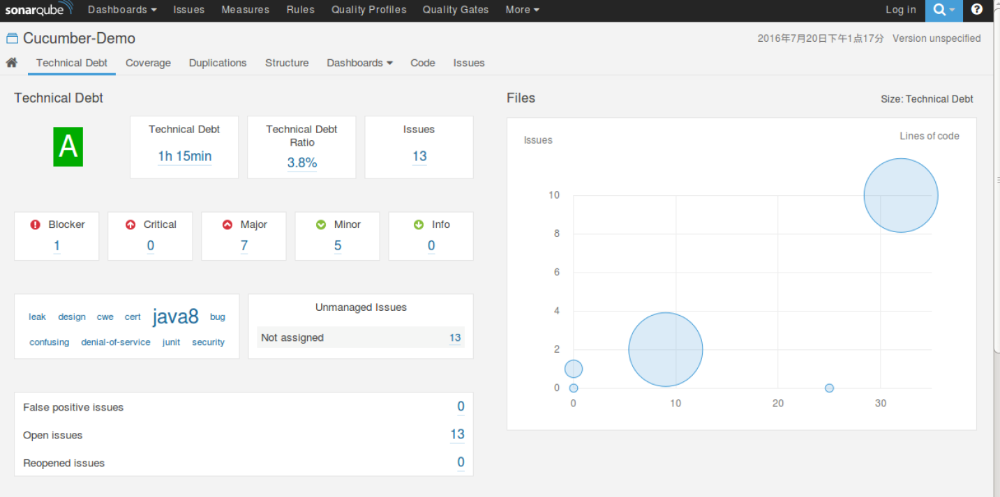 sonarqube Dashboards Issues Measures Rules Quality Profiles Quality Gates More Log in
Cucumber-Demo 2016年7月20日下午1点17分 Version unspecified
Technical Debt Coverage Duplications Structure Dashboards Code Issues
Technical Debt
A
Technical Debt
1h 15min
Technical Debt
Ratio
3.8%
Issues
13
Blocker
1
Critical
0
Major
7
Minor
5
Info
0
leak design cwe cert java8 bug
confusing denial-of-service junit security
Unmanaged Issues
Not assigned 13
False positive issues 0
Open issues 13
Reopened issues 0
Files Size: Technical Debt
Issues Lines of code
10
8
6
4
2
0
0 10 20 30